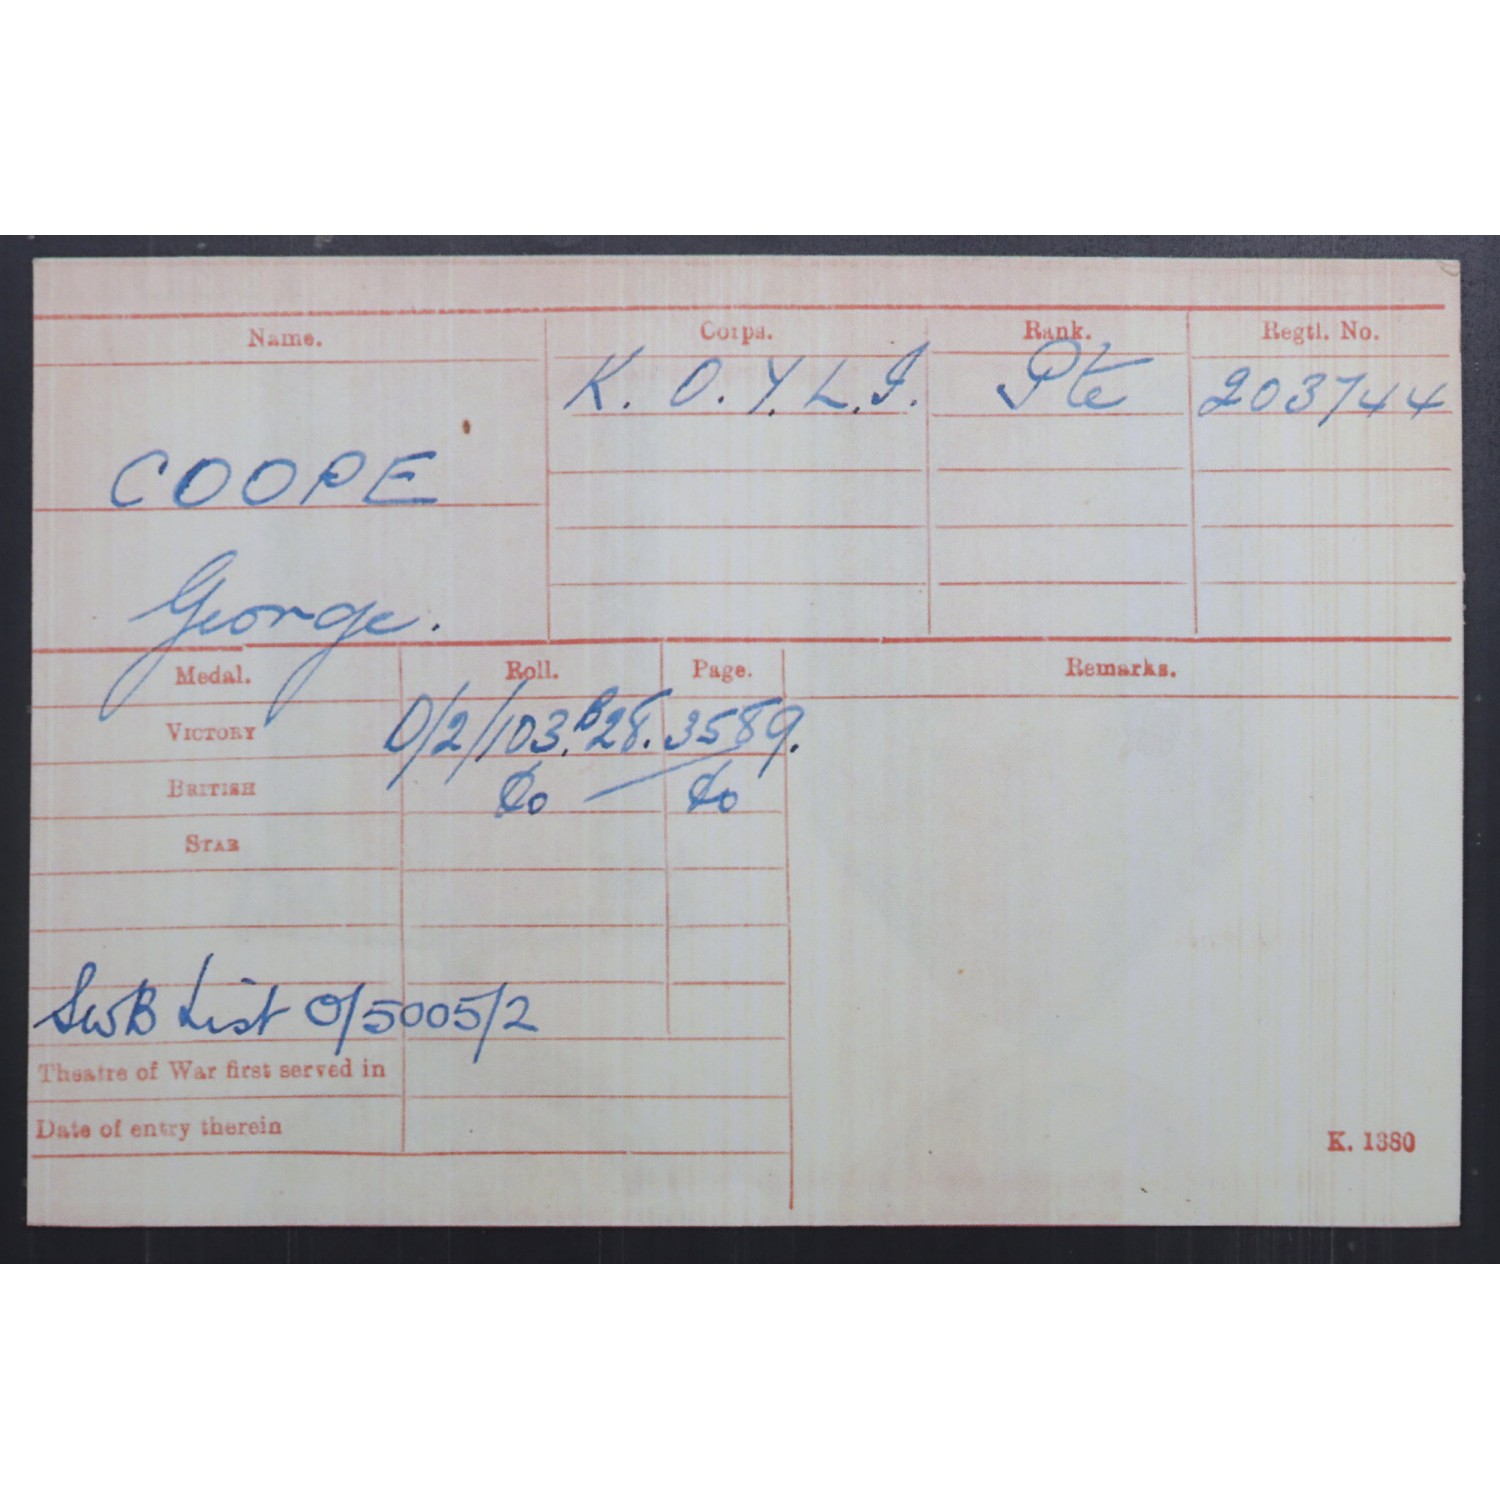 Name. Corps. Rank. Regtl. No.
K. O. Y. L. I. Pte 203744
COOPE
George.
Medal. Roll. Page. Remarks.
VICTORY O/2/103.B28. 3589.
BRITISH do do
STAR
SWB List O/5005/2
Theatre of War first served in
Date of entry therein
K. 1380